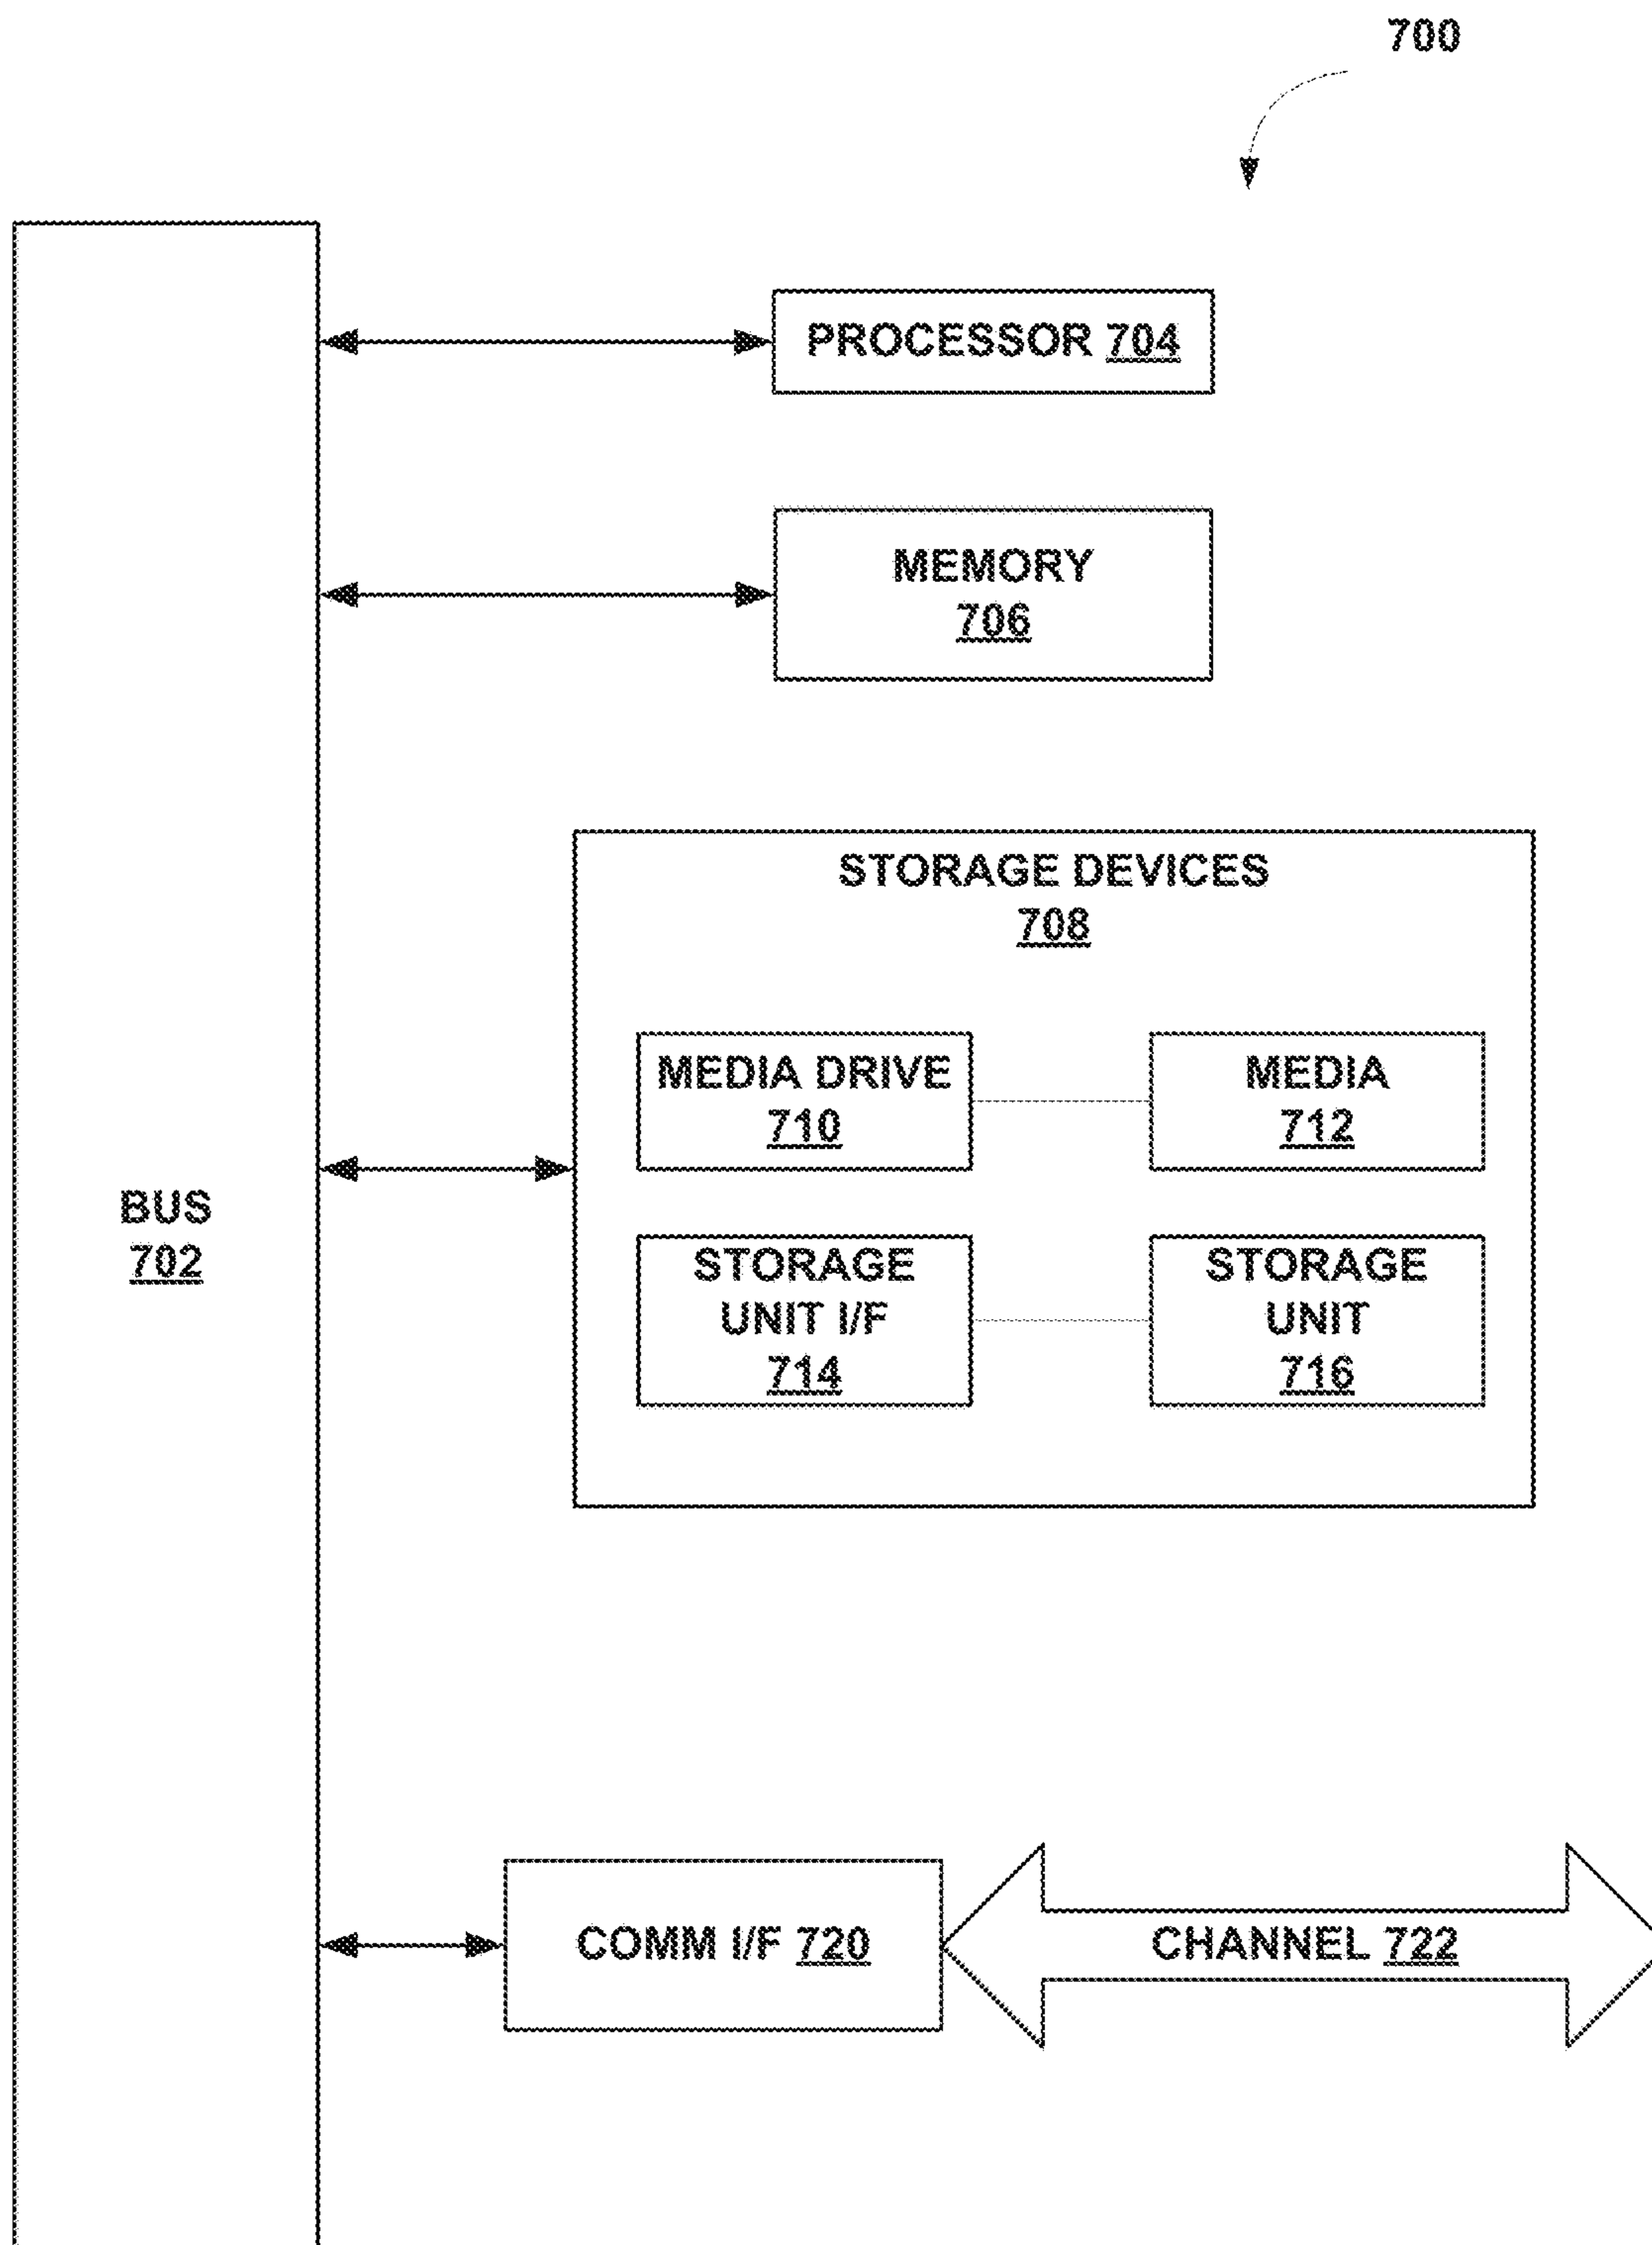 700
PROCESSOR 704
MEMORY
706
STORAGE DEVICES
708
MEDIA DRIVE
710
MEDIA
712
BUS
702
STORAGE
UNIT I/F
714
STORAGE
UNIT
716
COMM I/F 720
CHANNEL 722